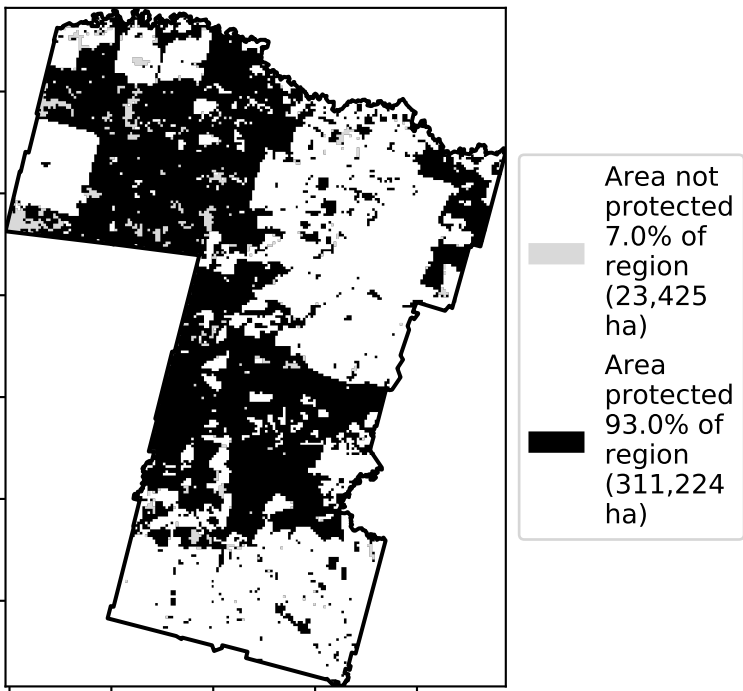 Area not
protected
7.0% of
region
(23,425
ha)
Area
protected
93.0% of
region
(311,224
ha)